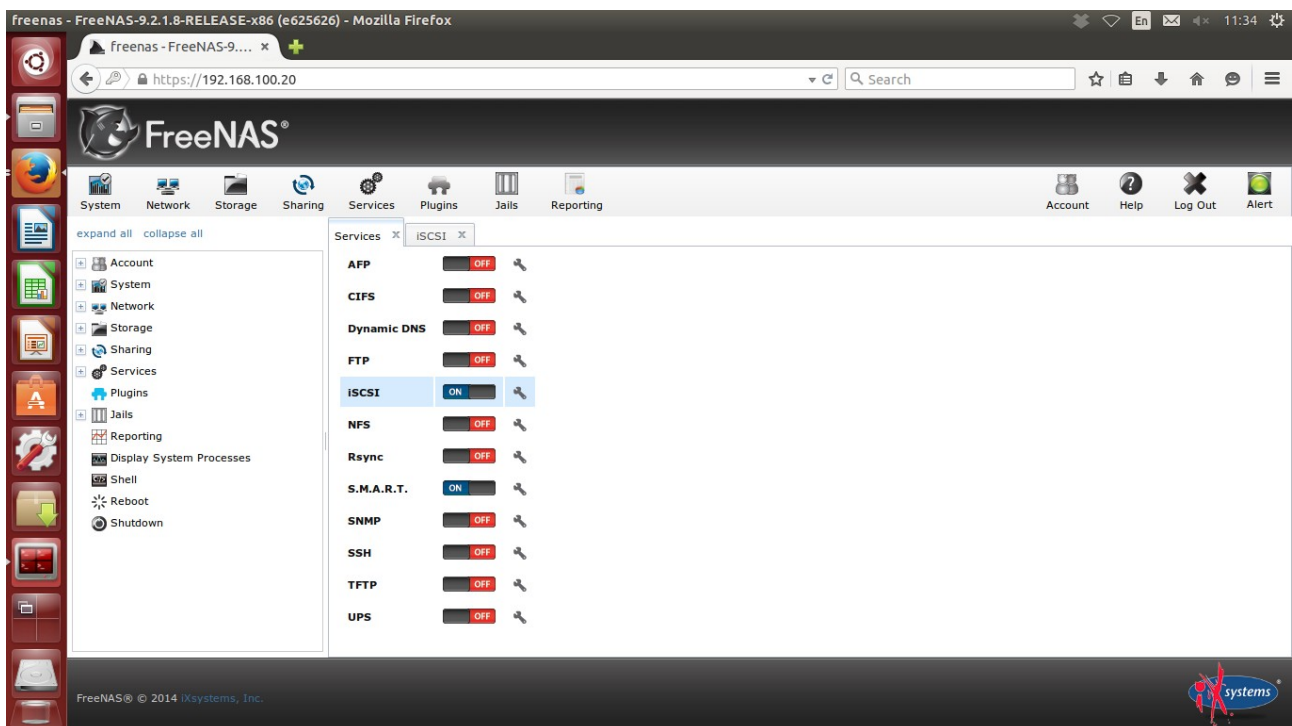 freenas - FreeNAS-9.2.1.8-RELEASE-x86 (e625626) - Mozilla Firefox
En
11:34
freenas - FreeNAS-9.... ×
https://192.168.100.20
Search
FreeNAS®
System Network Storage Sharing Services Plugins Jails Reporting Account Help Log Out Alert
expand all collapse all
Services x iSCSI x
Account
System
Network
Storage
Sharing
Services
Plugins
Jails
Reporting
Display System Processes
Shell
Reboot
Shutdown
AFP OFF
CIFS OFF
Dynamic DNS OFF
FTP OFF
iSCSI ON
NFS OFF
Rsync OFF
S.M.A.R.T. ON
SNMP OFF
SSH OFF
TFTP OFF
UPS OFF
FreeNAS® © 2014 iXsystems, Inc.
iXsystems®